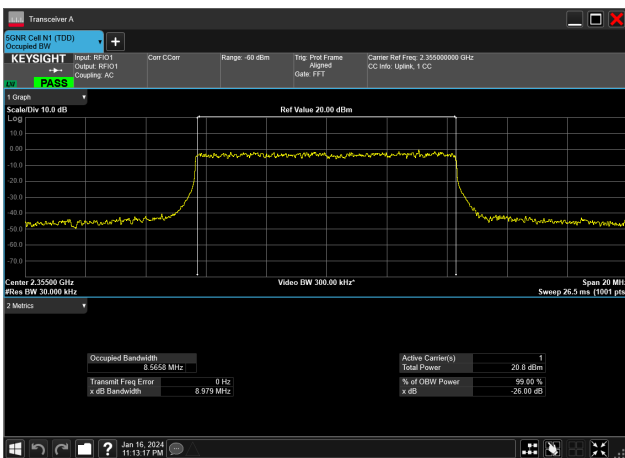 Transceiver A
5GNR Cell N1 (TDD)
Occupied BW
KEYSIGHT
PASS
Input: RFIO1
Output: RFIO1
Coupling: AC
Corr CCorr
Range: -60 dBm
Trig: Prot Frame
Aligned
Gate: FFT
Carrier Ref Freq: 2.355000000 GHz
CC Info: Uplink, 1 CC
1 Graph
Scale/Div 10.0 dB
Ref Value 20.00 dBm
Log
10.0
0.00
-10.0
-20.0
-30.0
-40.0
-50.0
-60.0
-70.0
Center 2.35500 GHz
Video BW 300.00 kHz*
Span 20 MHz
#Res BW 30.000 kHz
Sweep 26.5 ms (1001 pts
2 Metrics
Occupied Bandwidth
8.5658 MHz
Active Carrier(s) 1
Total Power 20.8 dBm
Transmit Freq Error 0 Hz
x dB Bandwidth 8.979 MHz
% of OBW Power 99.00 %
x dB -26.00 dB
?
Jan 16, 2024
11:13:17 PM